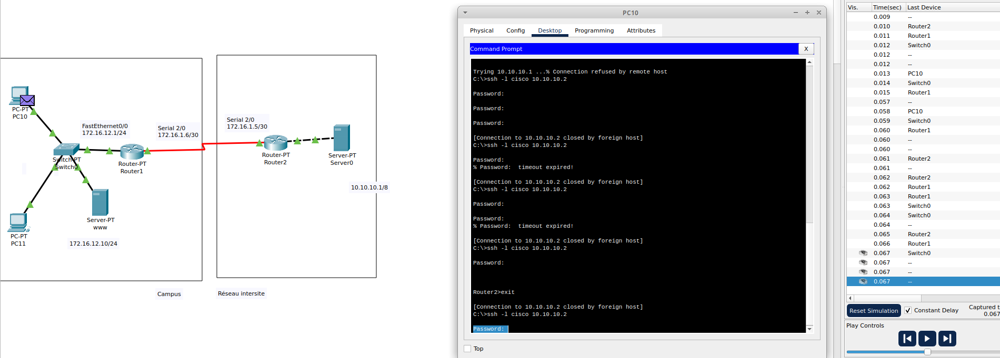 PC-PT
PC10
FastEthernet0/0
172.16.12.1/24
Serial 2/0
172.16.1.6/30
Switch-PT
Switch0
Router-PT
Router1
PC-PT
PC11
Server-PT
www
172.16.12.10/24
Campus
Serial 2/0
172.16.1.5/30
Router-PT
Router2
Server-PT
Server0
10.10.10.1/8
Réseau intersite
PC10
Physical
Config
Desktop
Programming
Attributes
Command Prompt
X
Trying 10.10.10.1 ...% Connection refused by remote host
C:\>ssh -l cisco 10.10.10.2
Password:
Password:
Password:
[Connection to 10.10.10.2 closed by foreign host]
C:\>ssh -l cisco 10.10.10.2
Password:
% Password:  timeout expired!
[Connection to 10.10.10.2 closed by foreign host]
C:\>ssh -l cisco 10.10.10.2
Password:
Password:
% Password:  timeout expired!
[Connection to 10.10.10.2 closed by foreign host]
C:\>ssh -l cisco 10.10.10.2
Password:
Router2>exit
[Connection to 10.10.10.2 closed by foreign host]
C:\>ssh -l cisco 10.10.10.2
Password:
Top
Vis. Time(sec) Last Device
0.009 --
0.010 Router2
0.011 Router1
0.012 Switch0
0.012 --
0.012 --
0.013 PC10
0.014 Switch0
0.015 Router1
0.057 --
0.058 PC10
0.059 Switch0
0.060 Router1
0.060 --
0.060 --
0.061 Router2
0.061 --
0.062 Router2
0.062 Router1
0.063 Router1
0.063 Switch0
0.064 Switch0
0.064 --
0.065 Router2
0.066 Router1
0.067 Switch0
0.067 --
0.067 --
0.067 --
Reset Simulation
Constant Delay
Captured t
0.067
Play Controls